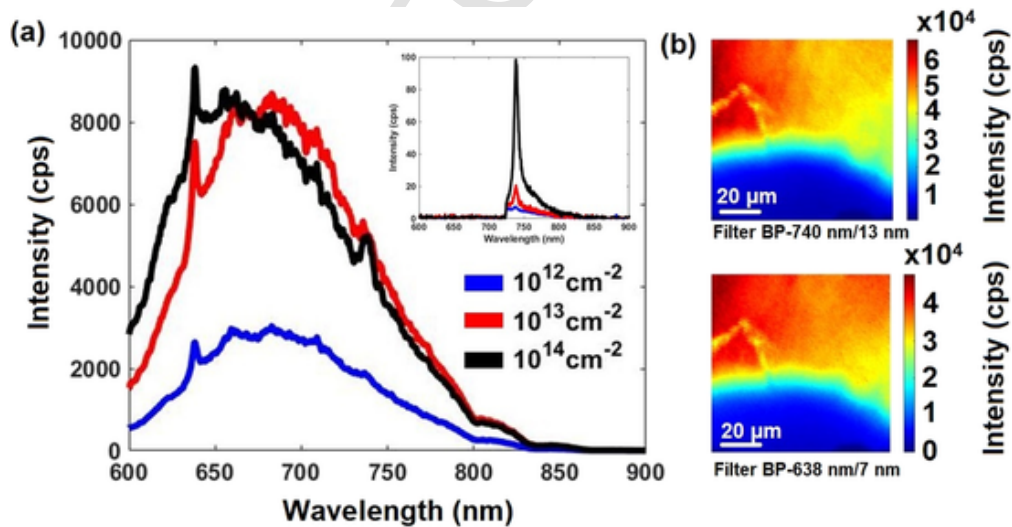 (a)
10000
8000
6000
4000
2000
0
Intensity (cps)
600 650 700 750 800 850 900
Wavelength (nm)
100
80
60
40
20
0
Intensity (cps)
600 650 700 750 800 850 900
Wavelength (nm)
10¹²cm⁻²
10¹³cm⁻²
10¹⁴cm⁻²
(b)
x10⁴
6
5
4
3
2
1
Intensity (cps)
20 µm
Filter BP-740 nm/13 nm
x10⁴
4
3
2
1
0
Intensity (cps)
20 µm
Filter BP-638 nm/7 nm